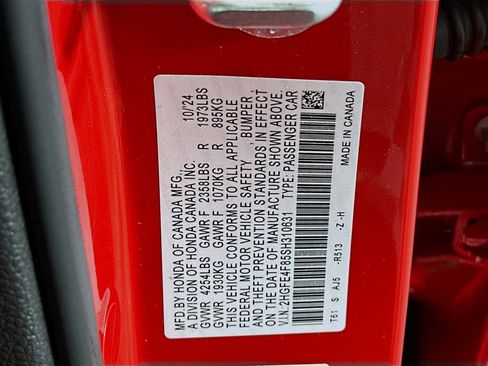 MFD.BY HONDA OF CANADA MFG., 10/24
A DIVISION OF HONDA CANADA INC.
GVWR 4254LBS GAWR F 2358LBS R 1973LBS
GVWR 1930KG GAWR F 1070KG R 895KG
THIS VEHICLE CONFORMS TO ALL APPLICABLE
FEDERAL MOTOR VEHICLE SAFETY , BUMPER ,
AND THEFT PREVENTION STANDARDS IN EFFECT
ON THE DATE OF MANUFACTURE SHOWN ABOVE.
V.I.N:2HGFE4F85SH310631 TYPE:PASSENGER CAR
T61 S AJ5 -R513 -Z -H
MADE IN CANADA